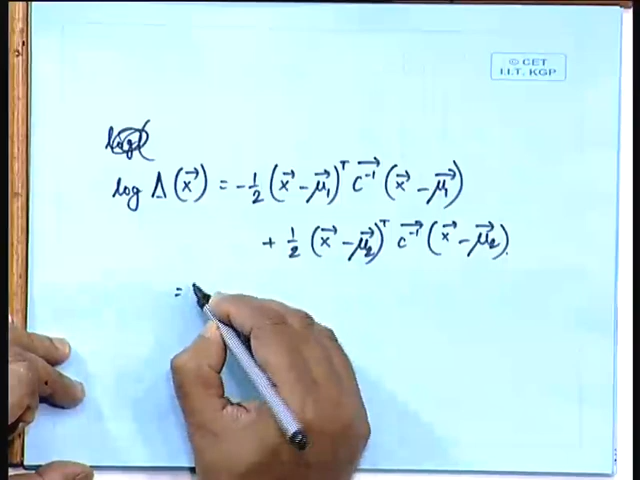 © CET
I.I.T. KGP
log Λ(x⃗) = -½ (x⃗ - μ⃗₁)ᵀ C⃗⁻¹ (x⃗ - μ⃗₁)
+ ½ (x⃗ - μ⃗₂)ᵀ C⃗⁻¹ (x⃗ - μ⃗₂).
=